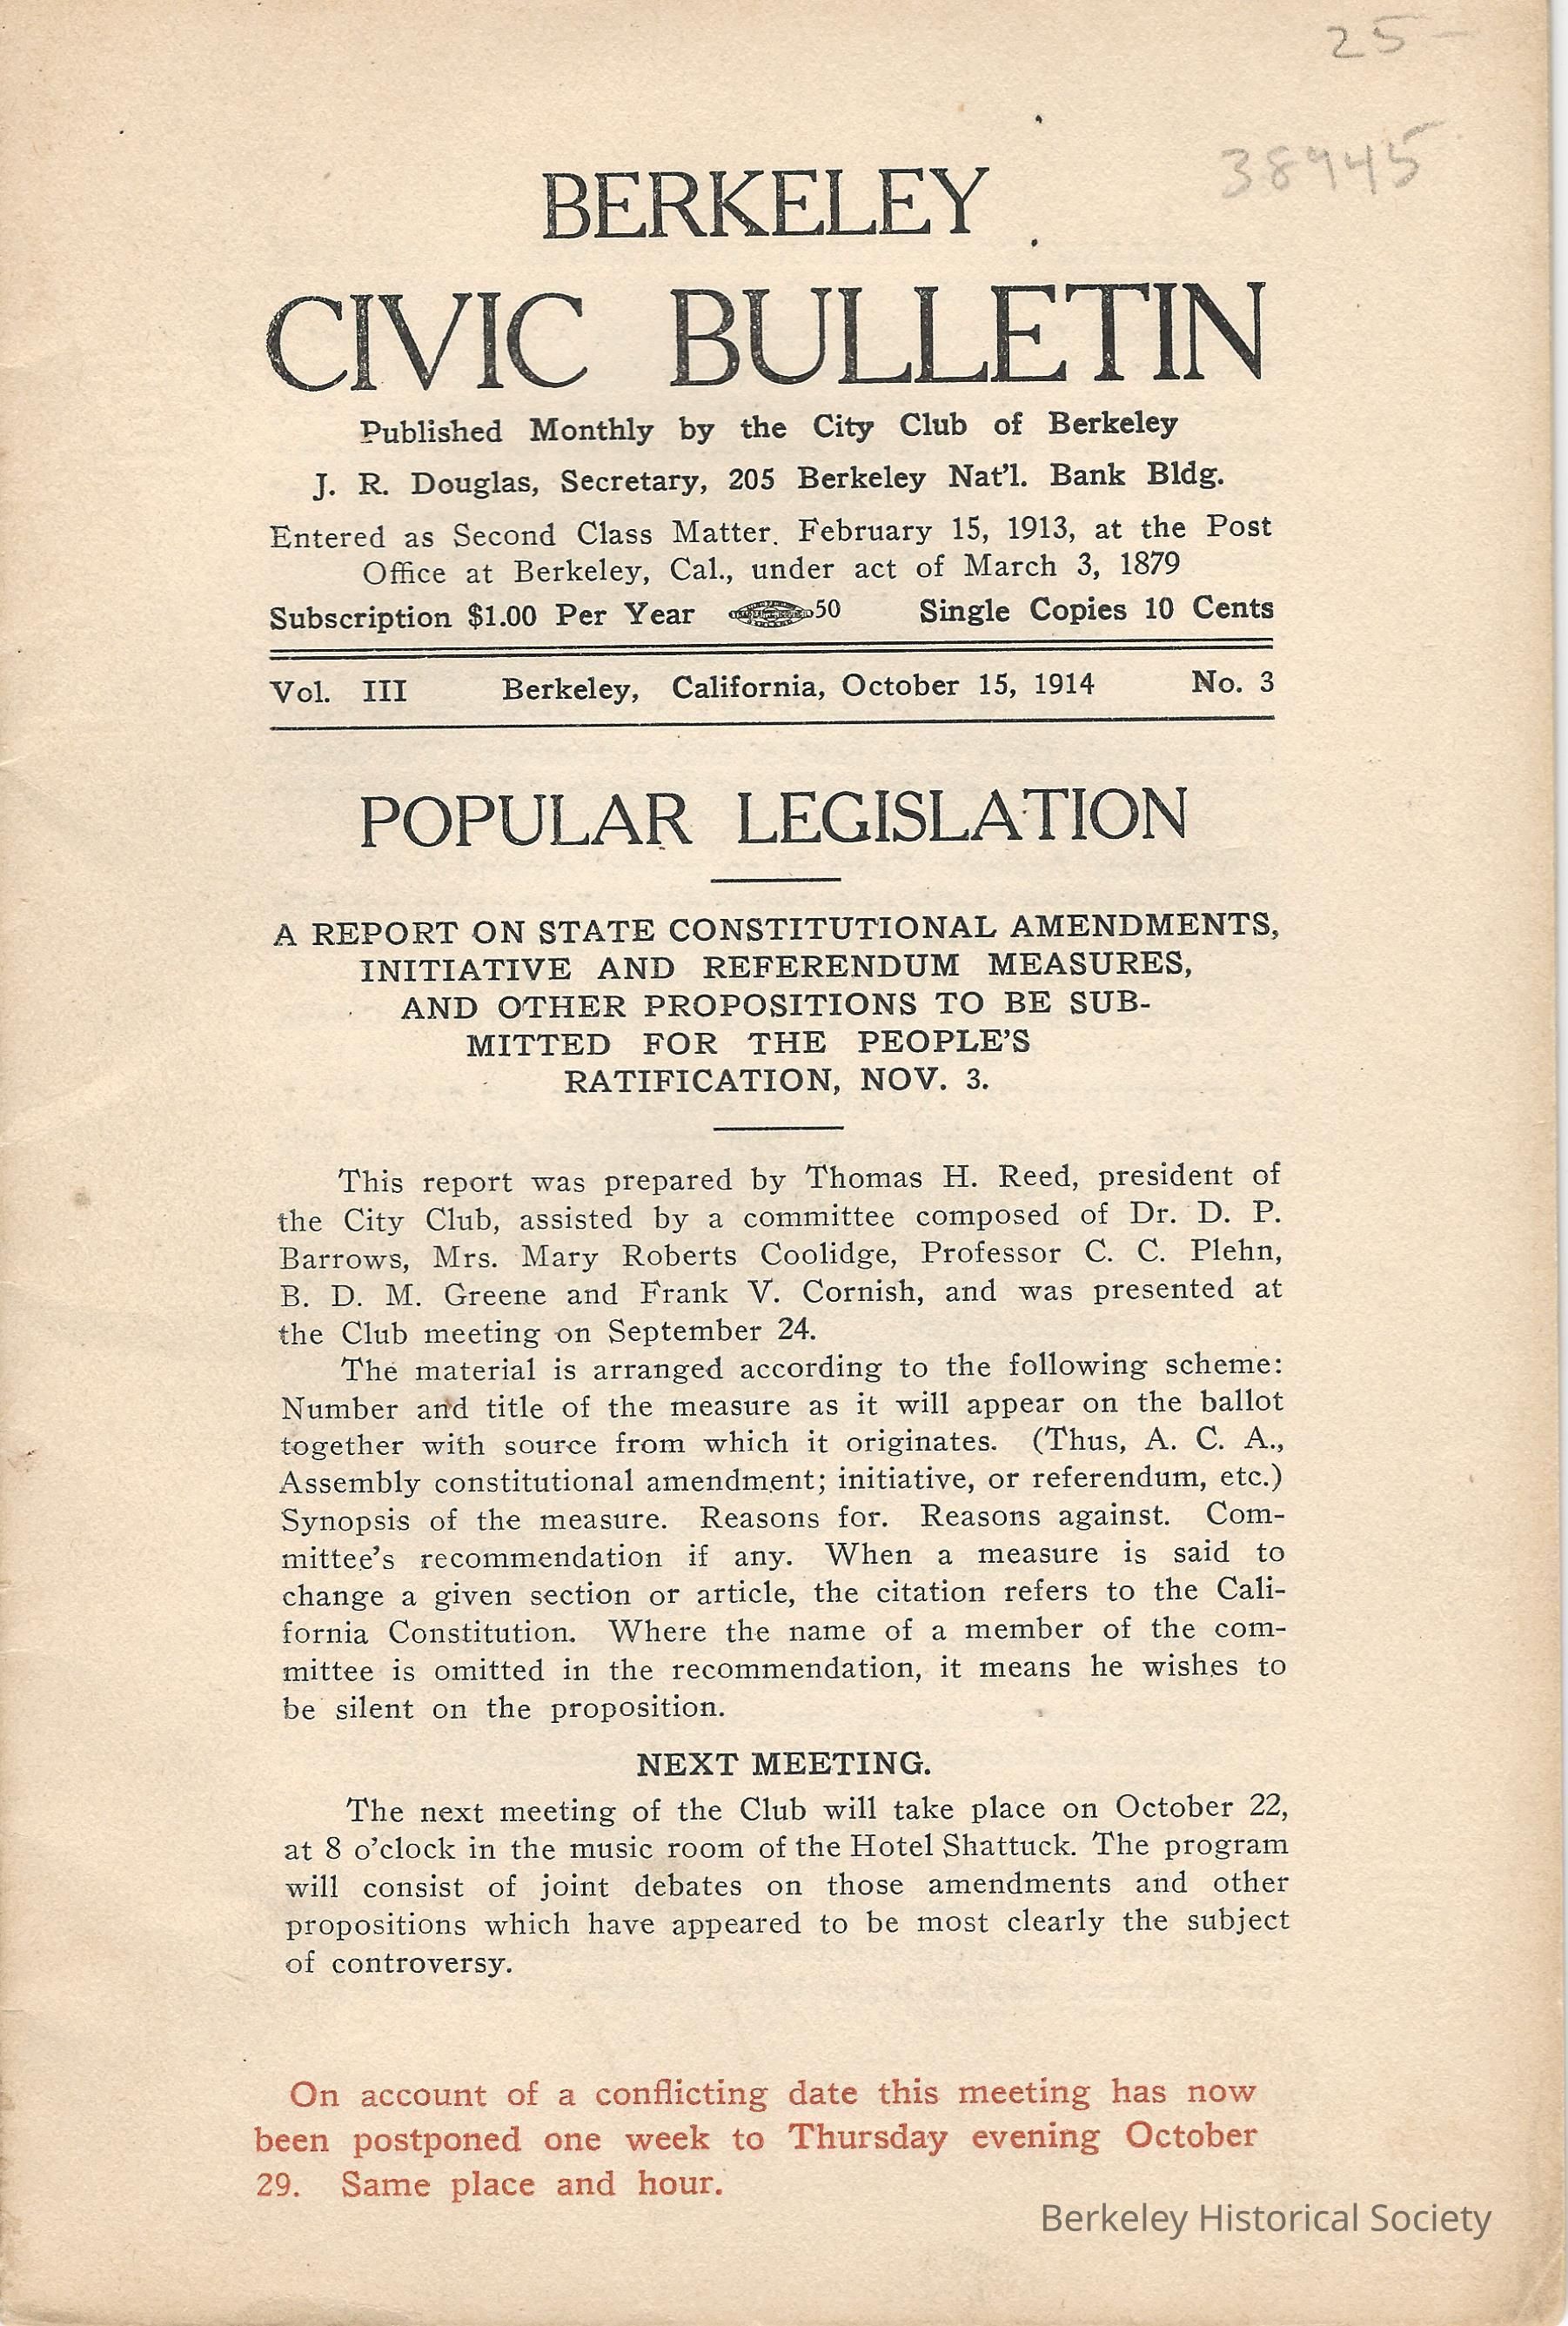 25-
38945
BERKELEY
CIVIC BULLETIN
Published Monthly by the City Club of Berkeley
J. R. Douglas, Secretary, 205 Berkeley Nat'l. Bank Bldg.
Entered as Second Class Matter. February 15, 1913, at the Post
Office at Berkeley, Cal., under act of March 3, 1879
Subscription $1.00 Per Year 50 Single Copies 10 Cents
Vol. III Berkeley, California, October 15, 1914 No. 3
POPULAR LEGISLATION
A REPORT ON STATE CONSTITUTIONAL AMENDMENTS,
INITIATIVE AND REFERENDUM MEASURES,
AND OTHER PROPOSITIONS TO BE SUB-
MITTED FOR THE PEOPLE'S
RATIFICATION, NOV. 3.
This report was prepared by Thomas H. Reed, president of
the City Club, assisted by a committee composed of Dr. D. P.
Barrows, Mrs. Mary Roberts Coolidge, Professor C. C. Plehn,
B. D. M. Greene and Frank V. Cornish, and was presented at
the Club meeting on September 24.
The material is arranged according to the following scheme:
Number and title of the measure as it will appear on the ballot
together with source from which it originates. (Thus, A. C. A.,
Assembly constitutional amendment; initiative, or referendum, etc.)
Synopsis of the measure. Reasons for. Reasons against. Com-
mittee's recommendation if any. When a measure is said to
change a given section or article, the citation refers to the Cali-
fornia Constitution. Where the name of a member of the com-
mittee is omitted in the recommendation, it means he wishes to
be silent on the proposition.
NEXT MEETING.
The next meeting of the Club will take place on October 22,
at 8 o'clock in the music room of the Hotel Shattuck. The program
will consist of joint debates on those amendments and other
propositions which have appeared to be most clearly the subject
of controversy.
On account of a conflicting date this meeting has now
been postponed one week to Thursday evening October
29. Same place and hour.
Berkeley Historical Society